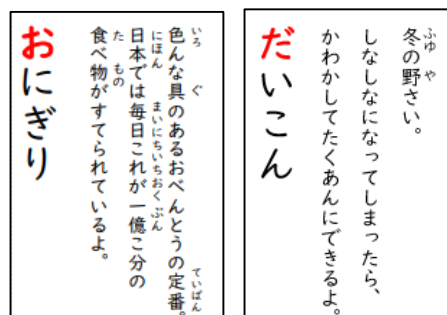 冬の野さい。
しなしなになってしまったら、
かわかしてたくあんにできるよ。
だいこん
色んな具のあるおべんとうの定番。
日本では毎日これが一億こ分の
食べ物がすてられているよ。
おにぎり